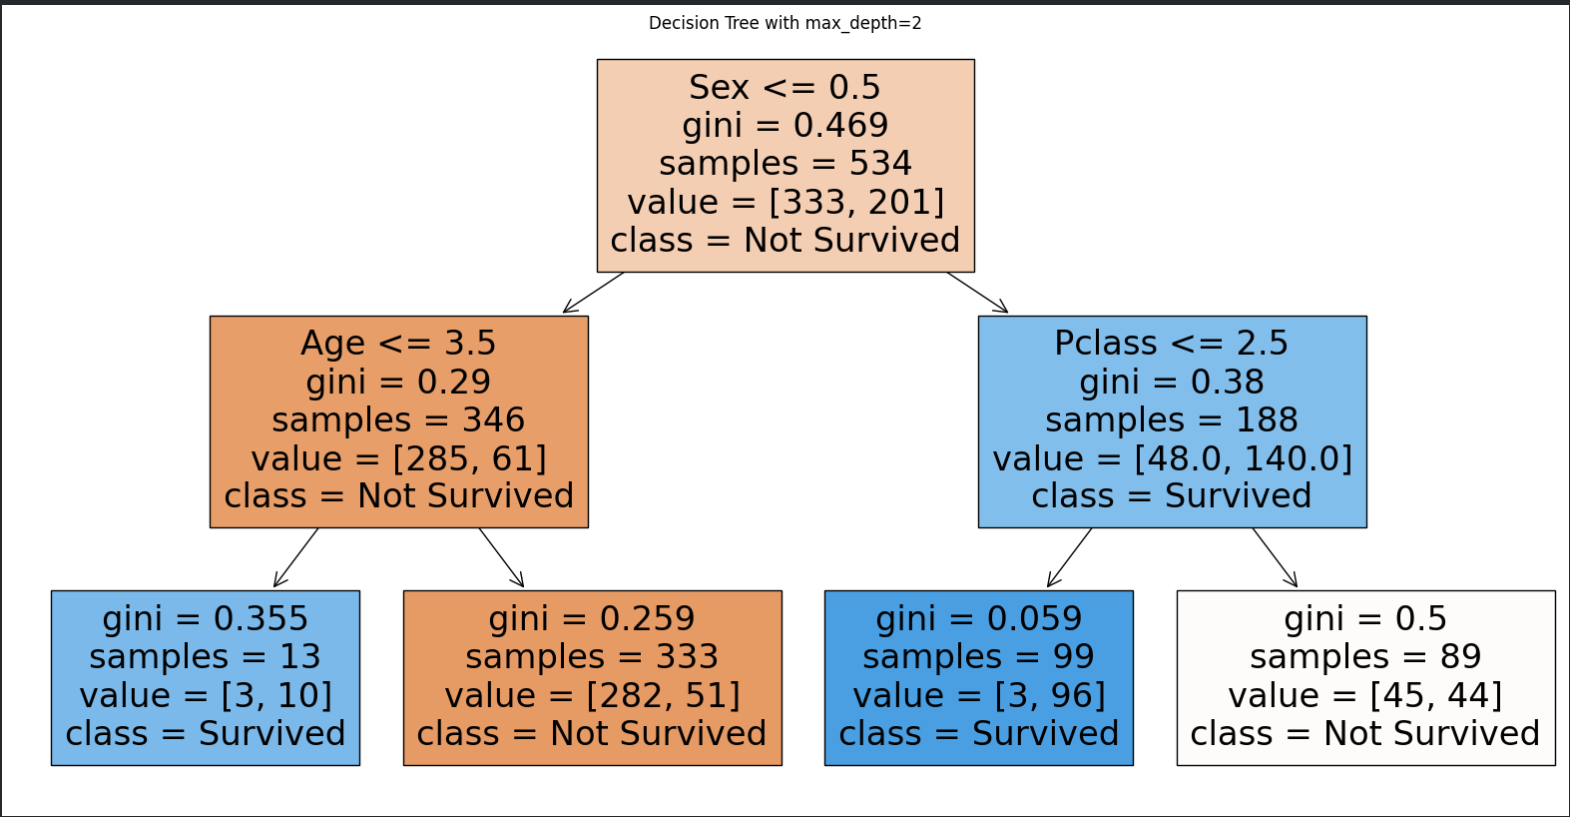 Decision Tree with max_depth=2
Sex <= 0.5
gini = 0.469
samples = 534
value = [333, 201]
class = Not Survived
Age <= 3.5
gini = 0.29
samples = 346
value = [285, 61]
class = Not Survived
Pclass <= 2.5
gini = 0.38
samples = 188
value = [48.0, 140.0]
class = Survived
gini = 0.355
samples = 13
value = [3, 10]
class = Survived
gini = 0.259
samples = 333
value = [282, 51]
class = Not Survived
gini = 0.059
samples = 99
value = [3, 96]
class = Survived
gini = 0.5
samples = 89
value = [45, 44]
class = Not Survived